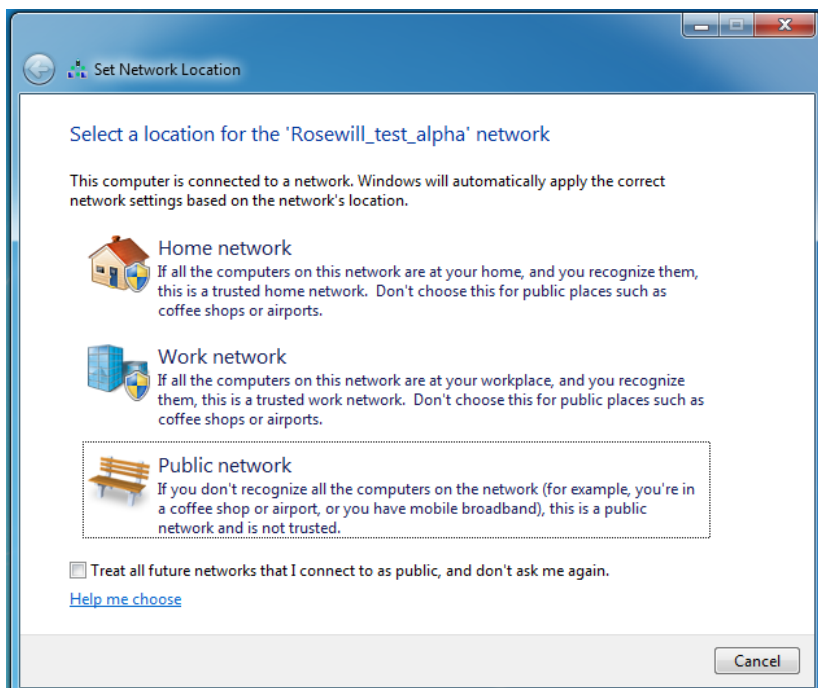 Set Network Location
Select a location for the 'Rosewill_test_alpha' network
This computer is connected to a network. Windows will automatically apply the correct
network settings based on the network's location.
Home network
If all the computers on this network are at your home, and you recognize them,
this is a trusted home network.  Don't choose this for public places such as
coffee shops or airports.
Work network
If all the computers on this network are at your workplace, and you recognize
them, this is a trusted work network.  Don't choose this for public places such as
coffee shops or airports.
Public network
If you don't recognize all the computers on the network (for example, you're in
a coffee shop or airport, or you have mobile broadband), this is a public
network and is not trusted.
Treat all future networks that I connect to as public, and don't ask me again.
Help me choose
Cancel